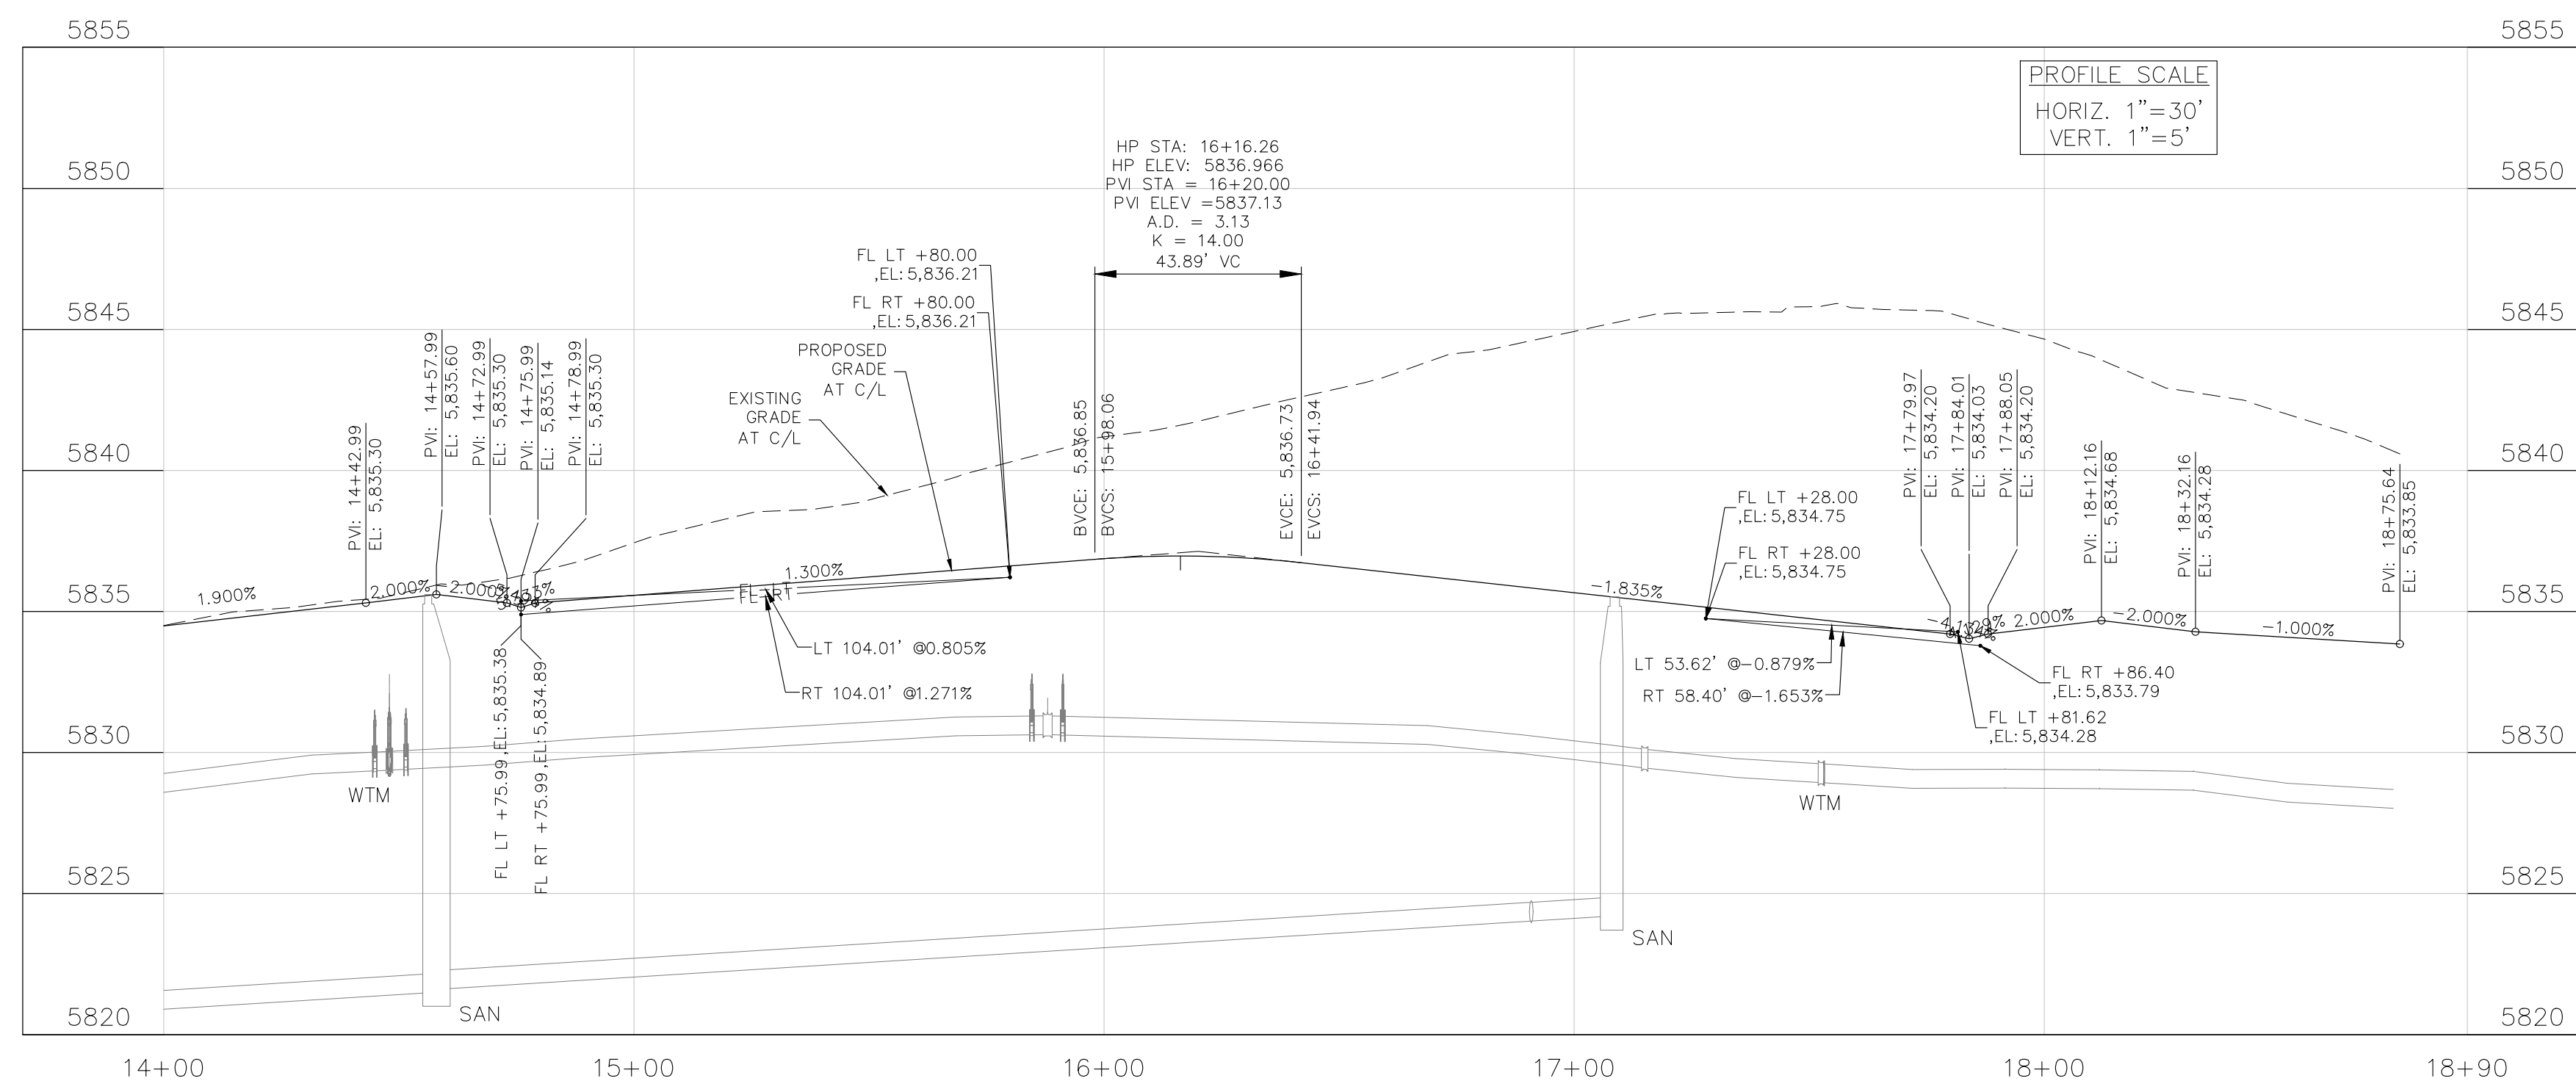 5855
5855
PROFILE SCALE
HORIZ. 1"=30'
VERT. 1"=5'
HP STA: 16+16.26
HP ELEV: 5836.966
PVI STA = 16+20.00
PVI ELEV =5837.13
A.D. = 3.13
K = 14.00
43.89' VC
5850
5850
FL LT +80.00
,EL:5,836.21
FL RT +80.00
,EL:5,836.21
5845
5845
PROPOSED
GRADE
AT C/L
EXISTING
GRADE
AT C/L
PVI: 14+42.99
EL: 5,835.30
PVI: 14+57.99
EL: 5,835.60
PVI: 14+72.99
EL: 5,835.30
PVI: 14+75.99
EL: 5,835.14
PVI: 14+78.99
EL: 5,835.30
BVCE: 5,836.85
BVCS: 15+98.06
EVCE: 5,836.73
EVCS: 16+41.94
PVI: 17+79.97
EL: 5,834.20
PVI: 17+84.01
EL: 5,834.03
PVI: 17+88.05
EL: 5,834.20
PVI: 18+12.16
EL: 5,834.68
PVI: 18+32.16
EL: 5,834.28
PVI: 18+75.64
EL: 5,833.85
5840
5840
FL LT +28.00
,EL:5,834.75
FL RT +28.00
,EL:5,834.75
5835
5835
1.900%
2.000%
-2.000%
1.300%
FL LT
FL RT
-1.835%
2.000%
-2.000%
-1.000%
LT 104.01' @0.805%
RT 104.01' @1.271%
LT 53.62' @-0.879%
RT 58.40' @-1.653%
FL RT +86.40
,EL:5,833.79
FL LT +81.62
,EL:5,834.28
FL LT +75.99,EL:5,835.38
FL RT +75.99,EL:5,834.89
5830
5830
WTM
WTM
5825
5825
SAN
SAN
5820
5820
14+00
15+00
16+00
17+00
18+00
18+90